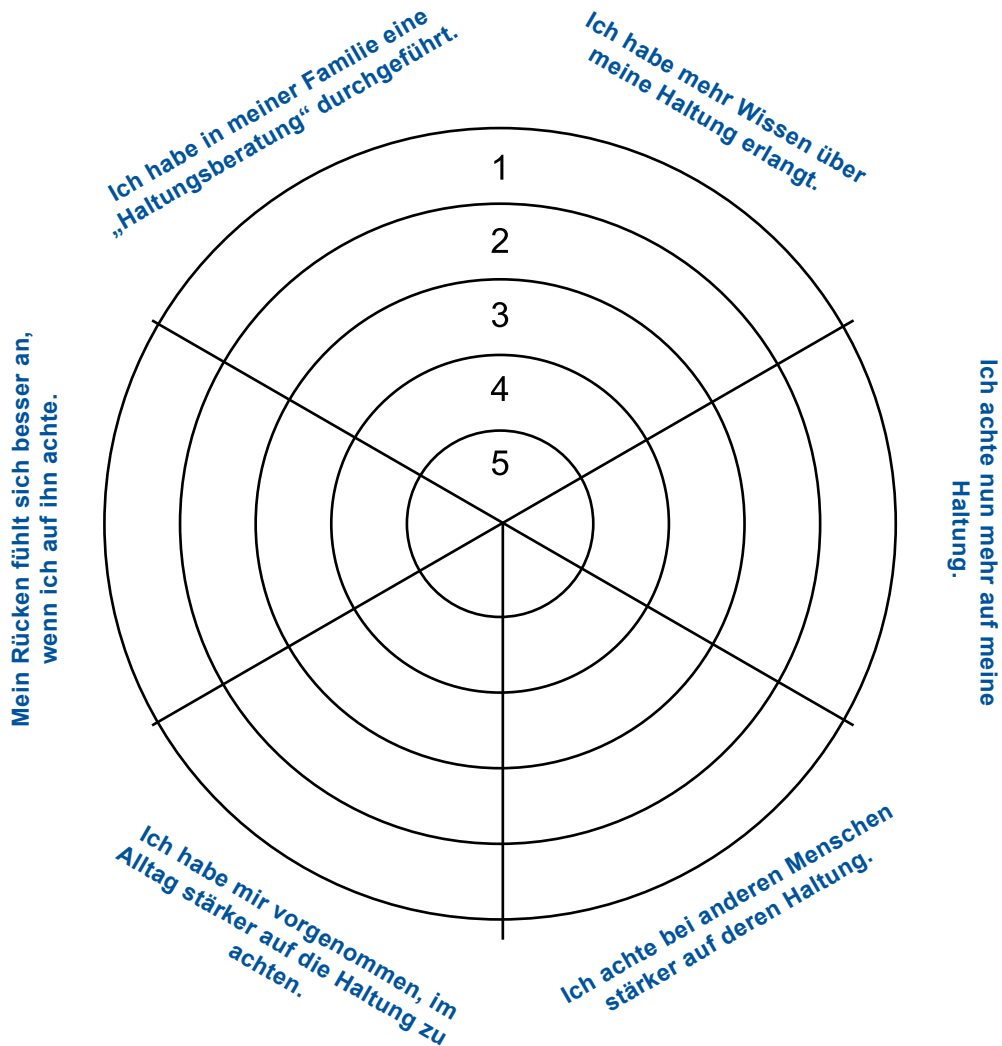 Ich habe in meiner Familie eine
„Haltungsberatung“ durchgeführt.
Ich habe mehr Wissen über
meine Haltung erlangt.
1
2
3
4
5
Mein Rücken fühlt sich besser an,
wenn ich auf ihn achte.
Ich achte nun mehr auf meine
Haltung.
Ich habe mir vorgenommen, im
Alltag stärker auf die Haltung zu
achten.
Ich achte bei anderen Menschen
stärker auf deren Haltung.